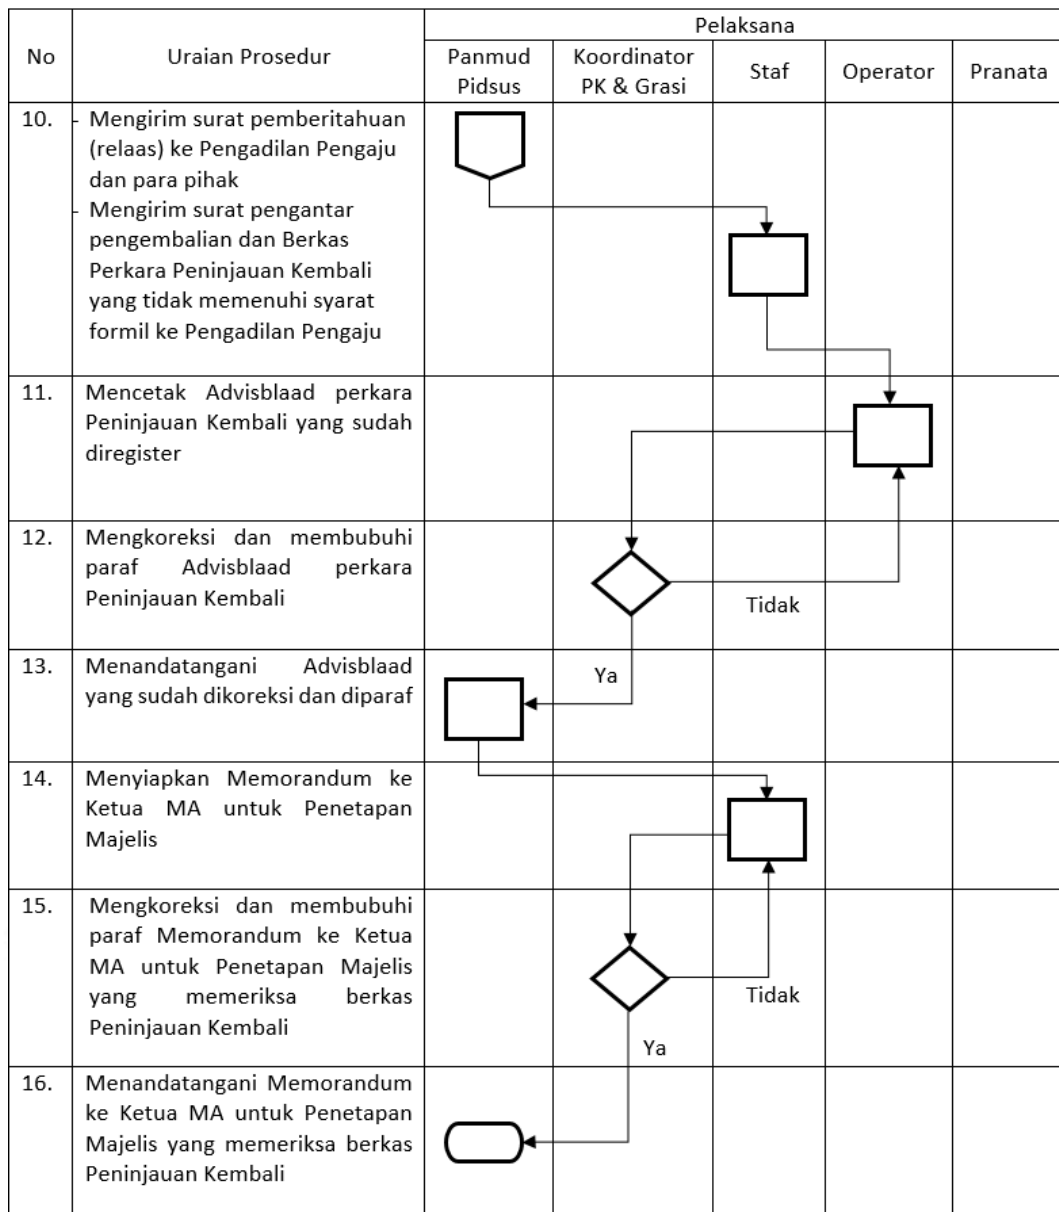 No
Uraian Prosedur
Pelaksana
Panmud
Pidsus
Koordinator
PK & Grasi
Staf
Operator
Pranata
10.
- Mengirim surat pemberitahuan
(relaas) ke Pengadilan Pengaju
dan para pihak
- Mengirim surat pengantar
pengembalian dan Berkas
Perkara Peninjauan Kembali
yang tidak memenuhi syarat
formil ke Pengadilan Pengaju
11.
Mencetak Advisblaad perkara
Peninjauan Kembali yang sudah
diregister
12.
Mengkoreksi dan membubuhi
paraf Advisblaad perkara
Peninjauan Kembali
Tidak
13.
Menandatangani Advisblaad
yang sudah dikoreksi dan diparaf
Ya
14.
Menyiapkan Memorandum ke
Ketua MA untuk Penetapan
Majelis
15.
Mengkoreksi dan membubuhi
paraf Memorandum ke Ketua
MA untuk Penetapan Majelis
yang memeriksa berkas
Peninjauan Kembali
Tidak
Ya
16.
Menandatangani Memorandum
ke Ketua MA untuk Penetapan
Majelis yang memeriksa berkas
Peninjauan Kembali